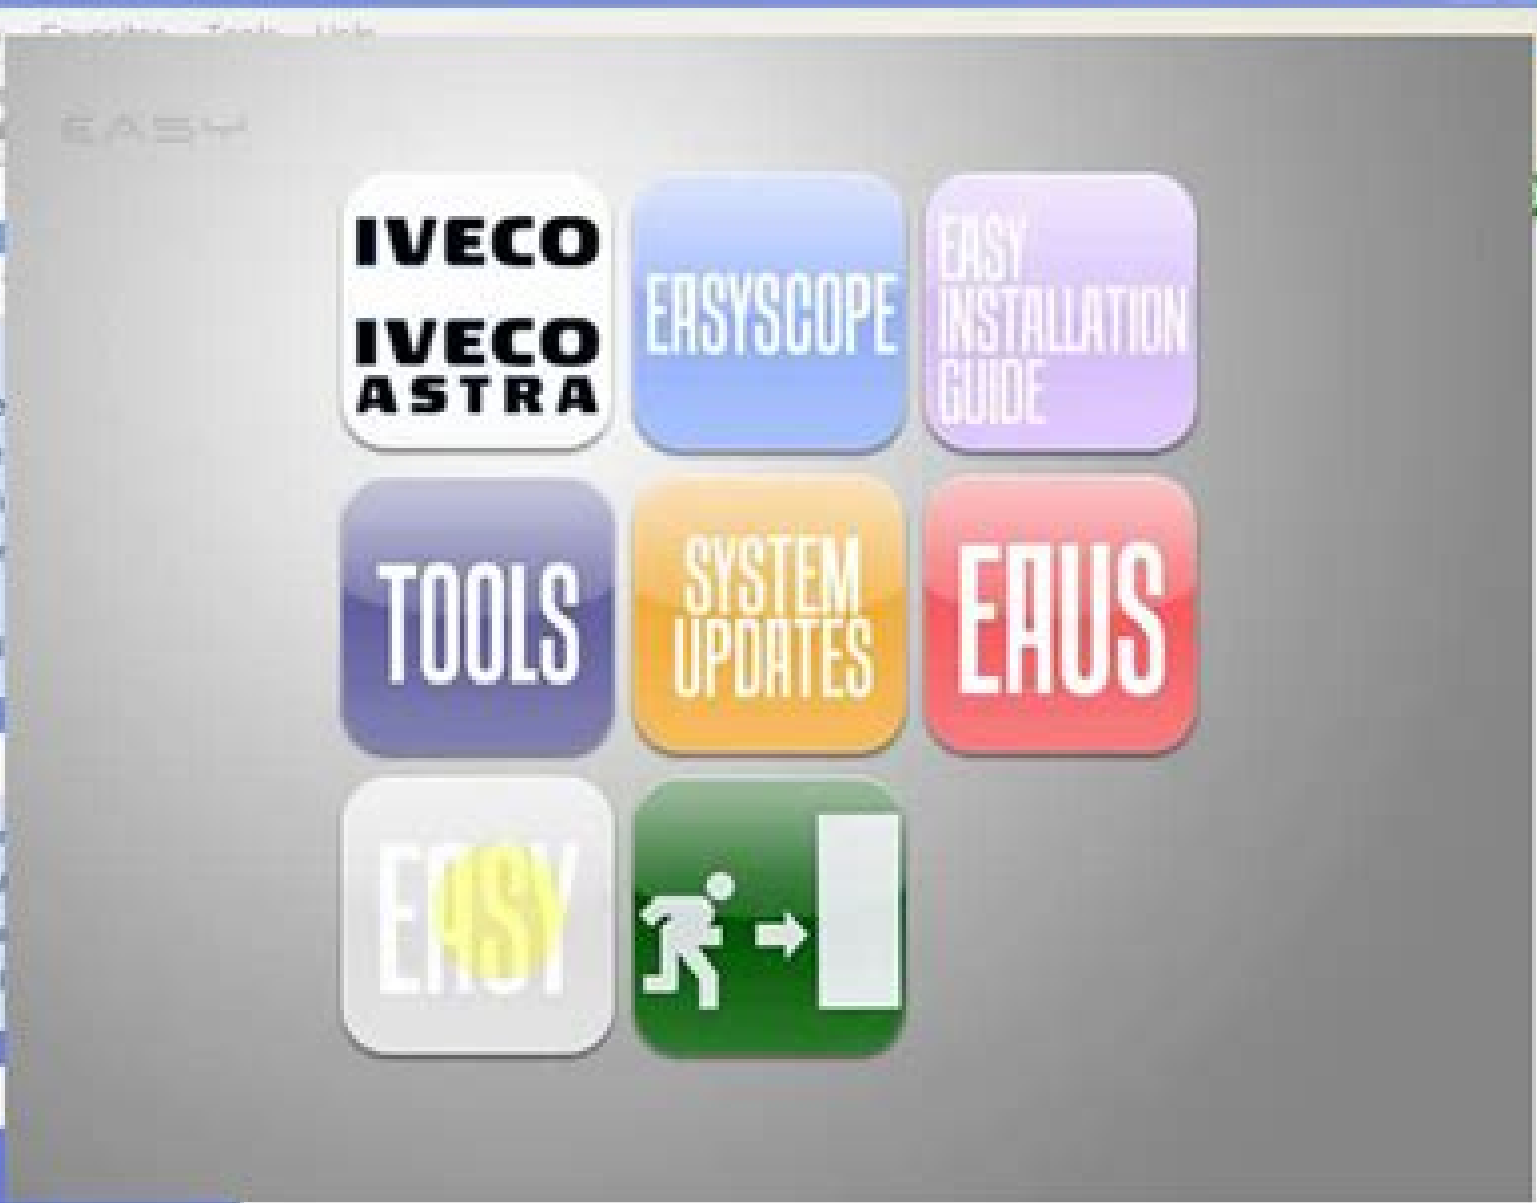 EASY
IVECO
IVECO
ASTRA
EASYSCOPE
EASY
INSTALLATION
GUIDE
TOOLS
SYSTEM
UPDATES
EAUS
EASY